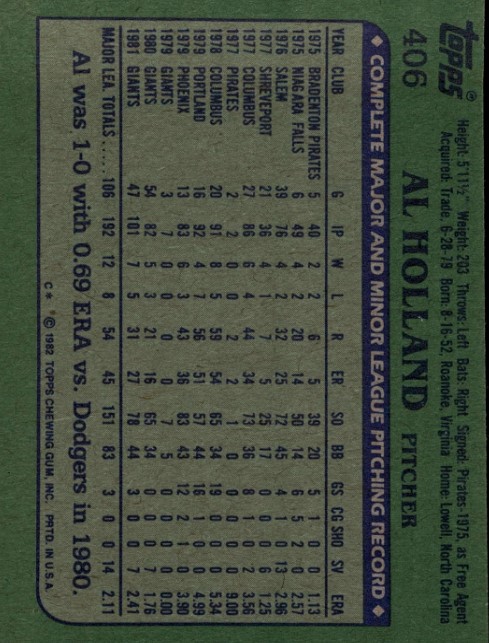 topps®
406 AL HOLLAND PITCHER
Height: 5'11½" Weight: 203 Throws: Left Bats: Right Signed: Pirates-1975, as Free Agent
Acquired: Trade, 6-28-79 Born: 8-16-52, Roanoke, Virginia Home: Lowell, North Carolina
◆ COMPLETE MAJOR AND MINOR LEAGUE PITCHING RECORD ◆
YEAR CLUB G IP W L R ER SO BB GS CG SHO SV ERA
1975 BRADENTON PIRATES 5 40 2 2 6 5 39 20 5 1 0 0 1.13
1975 NIAGARA FALLS 6 49 4 2 20 14 50 14 6 5 2 0 2.57
1976 SALEM 39 76 4 2 32 25 72 45 4 1 0 13 2.96
1977 SHREVEPORT 21 36 4 1 7 5 25 17 0 0 0 6 1.25
1977 COLUMBUS 27 86 6 4 44 34 73 36 8 1 0 2 3.56
1977 PIRATES 2 2 0 0 2 2 1 0 0 0 0 0 9.00
1978 COLUMBUS 20 91 8 5 59 54 65 34 19 0 0 0 5.34
1979 PORTLAND 16 92 4 7 56 51 57 44 16 1 0 0 4.99
1979 PHOENIX 13 83 6 3 43 36 83 43 12 2 1 0 3.90
1979 GIANTS 3 7 0 0 0 0 7 5 0 0 0 0 0.00
1980 GIANTS 54 82 5 3 21 16 65 34 0 0 0 7 1.76
1981 GIANTS 47 101 7 5 31 27 78 44 3 0 0 7 2.41
MAJOR LEA. TOTALS ..... 106 192 12 8 54 45 151 83 3 0 0 14 2.11
Al was 1-0 with 0.69 ERA vs. Dodgers in 1980.
C* © 1982 TOPPS CHEWING GUM, INC. PRTD. IN U.S.A.